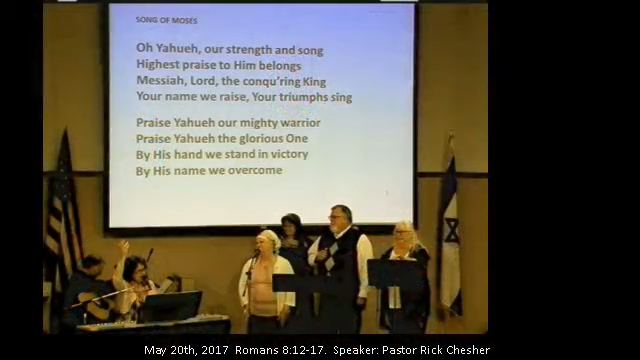 SONG OF MOSES
Oh Yahueh, our strength and song
Highest praise to Him belongs
Messiah, Lord, the conqu'ring King
Your name we raise, Your triumphs sing
Praise Yahueh our mighty warrior
Praise Yahueh the glorious One
By His hand we stand in victory
By His name we overcome
May 20th, 2017 Romans 8:12-17. Speaker: Pastor Rick Chesher